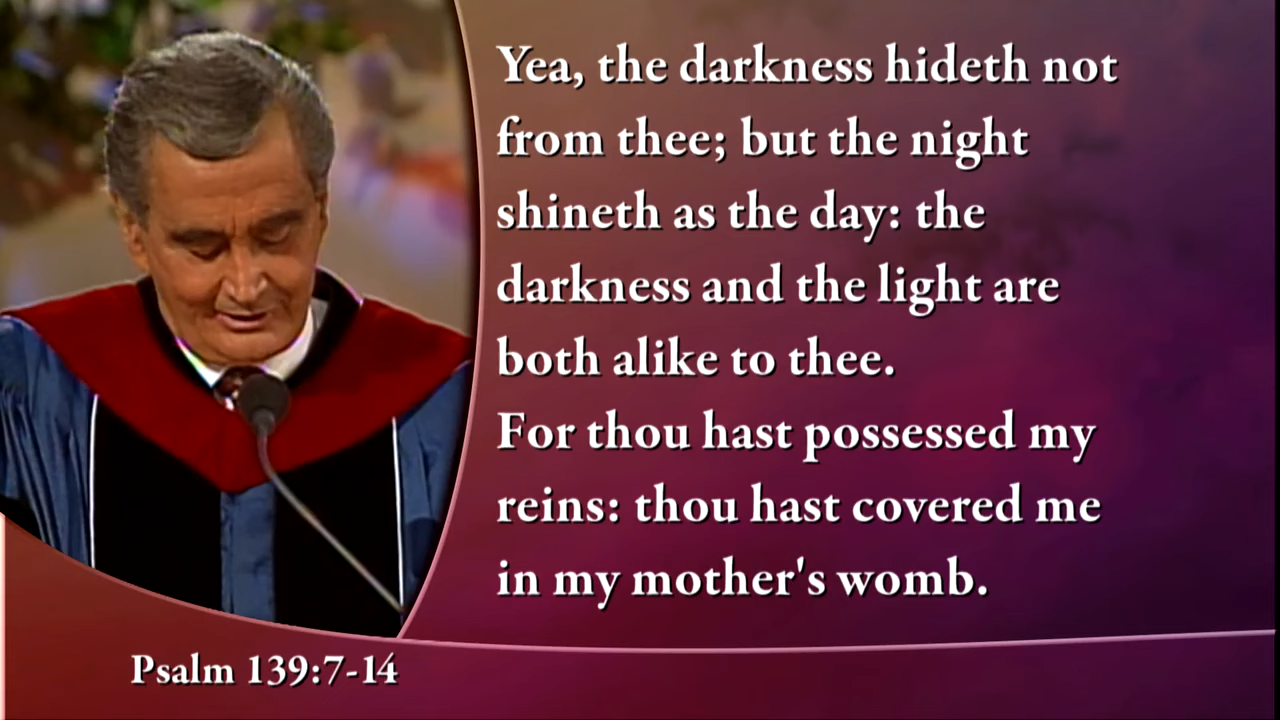 Yea, the darkness hideth not
from thee; but the night
shineth as the day: the
darkness and the light are
both alike to thee.
For thou hast possessed my
reins: thou hast covered me
in my mother's womb.
Psalm 139:7-14